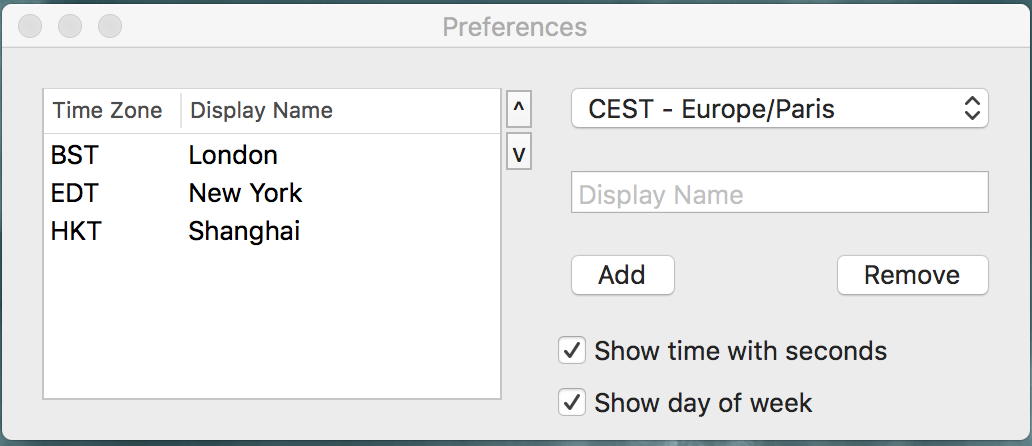 Preferences
Time Zone Display Name
BST London
EDT New York
HKT Shanghai
^
v
CEST - Europe/Paris
Display Name
Add Remove
Show time with seconds
Show day of week